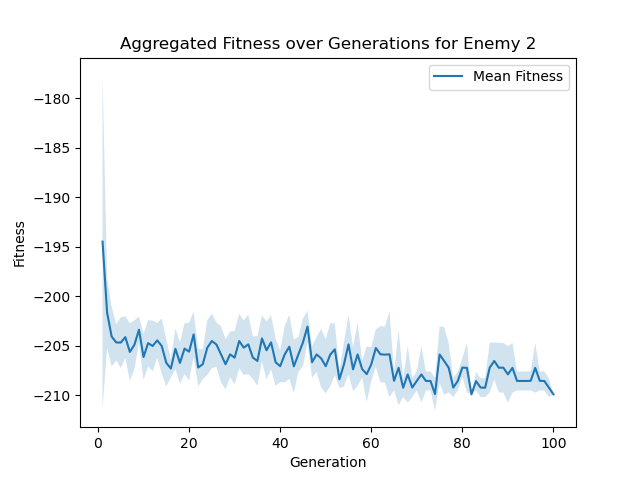 Aggregated Fitness over Generations for Enemy 2
Mean Fitness
Fitness
−180
−185
−190
−195
−200
−205
−210
0 20 40 60 80 100
Generation